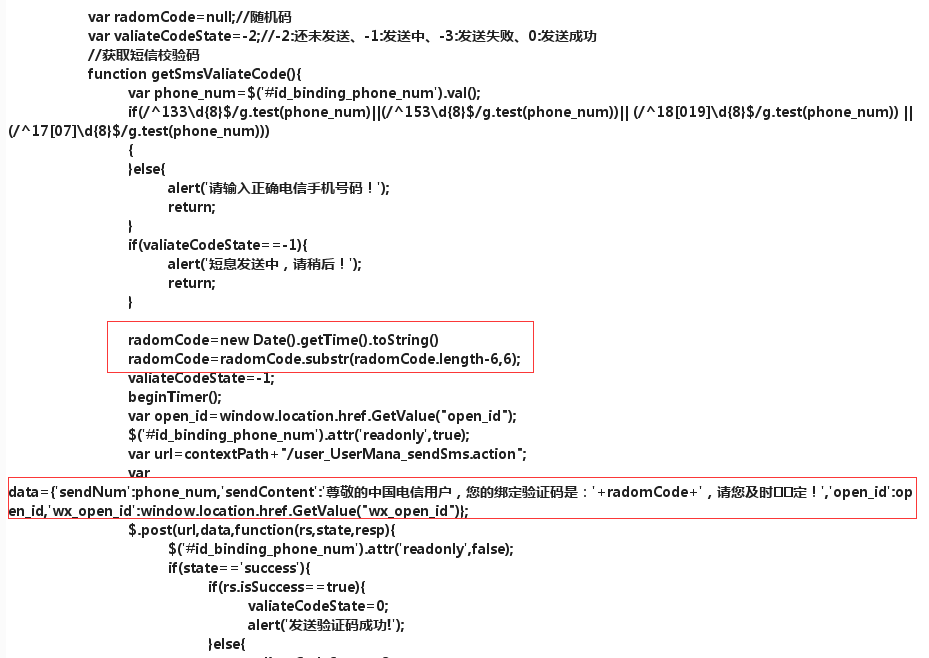 var radomCode=null;//随机码
var valiateCodeState=-2;//-2:还未发送、-1:发送中、-3:发送失败、0:发送成功
//获取短信校验码
function getSmsValiateCode(){
var phone_num=$('#id_binding_phone_num').val();
if(/^133\d{8}$/g.test(phone_num)||(/^153\d{8}$/g.test(phone_num))|| (/^18[019]\d{8}$/g.test(phone_num)) ||
(/^17[07]\d{8}$/g.test(phone_num)))
{
}else{
alert('请输入正确电信手机号码！');
return;
}
if(valiateCodeState==-1){
alert('短息发送中，请稍后！');
return;
}
radomCode=new Date().getTime().toString()
radomCode=radomCode.substr(radomCode.length-6,6);
valiateCodeState=-1;
beginTimer();
var open_id=window.location.href.GetValue("open_id");
$('#id_binding_phone_num').attr('readonly',true);
var url=contextPath+"/user_UserMana_sendSms.action";
var
data={'sendNum':phone_num,'sendContent':'尊敬的中国电信用户，您的绑定验证码是：'+radomCode+'，请您及时□□定！','open_id':op
en_id,'wx_open_id':window.location.href.GetValue("wx_open_id")};
$.post(url,data,function(rs,state,resp){
$('#id_binding_phone_num').attr('readonly',false);
if(state=='success'){
if(rs.isSuccess==true){
valiateCodeState=0;
alert('发送验证码成功!');
}else{